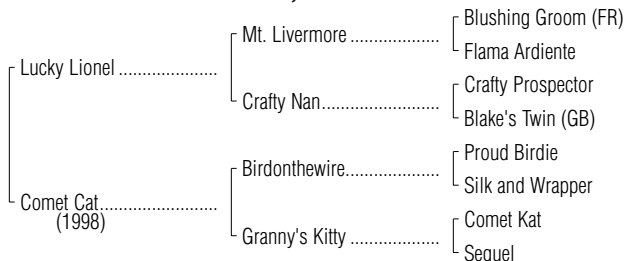 Blushing Groom (FR)
Mt. Livermore ......................
Flama Ardiente
Lucky Lionel ........................
Crafty Prospector
Crafty Nan.............................
Blake's Twin (GB)
Proud Birdie
Birdonthewire.......................
Silk and Wrapper
Comet Cat.............................
(1998)
Comet Kat
Granny's Kitty ......................
Sequel